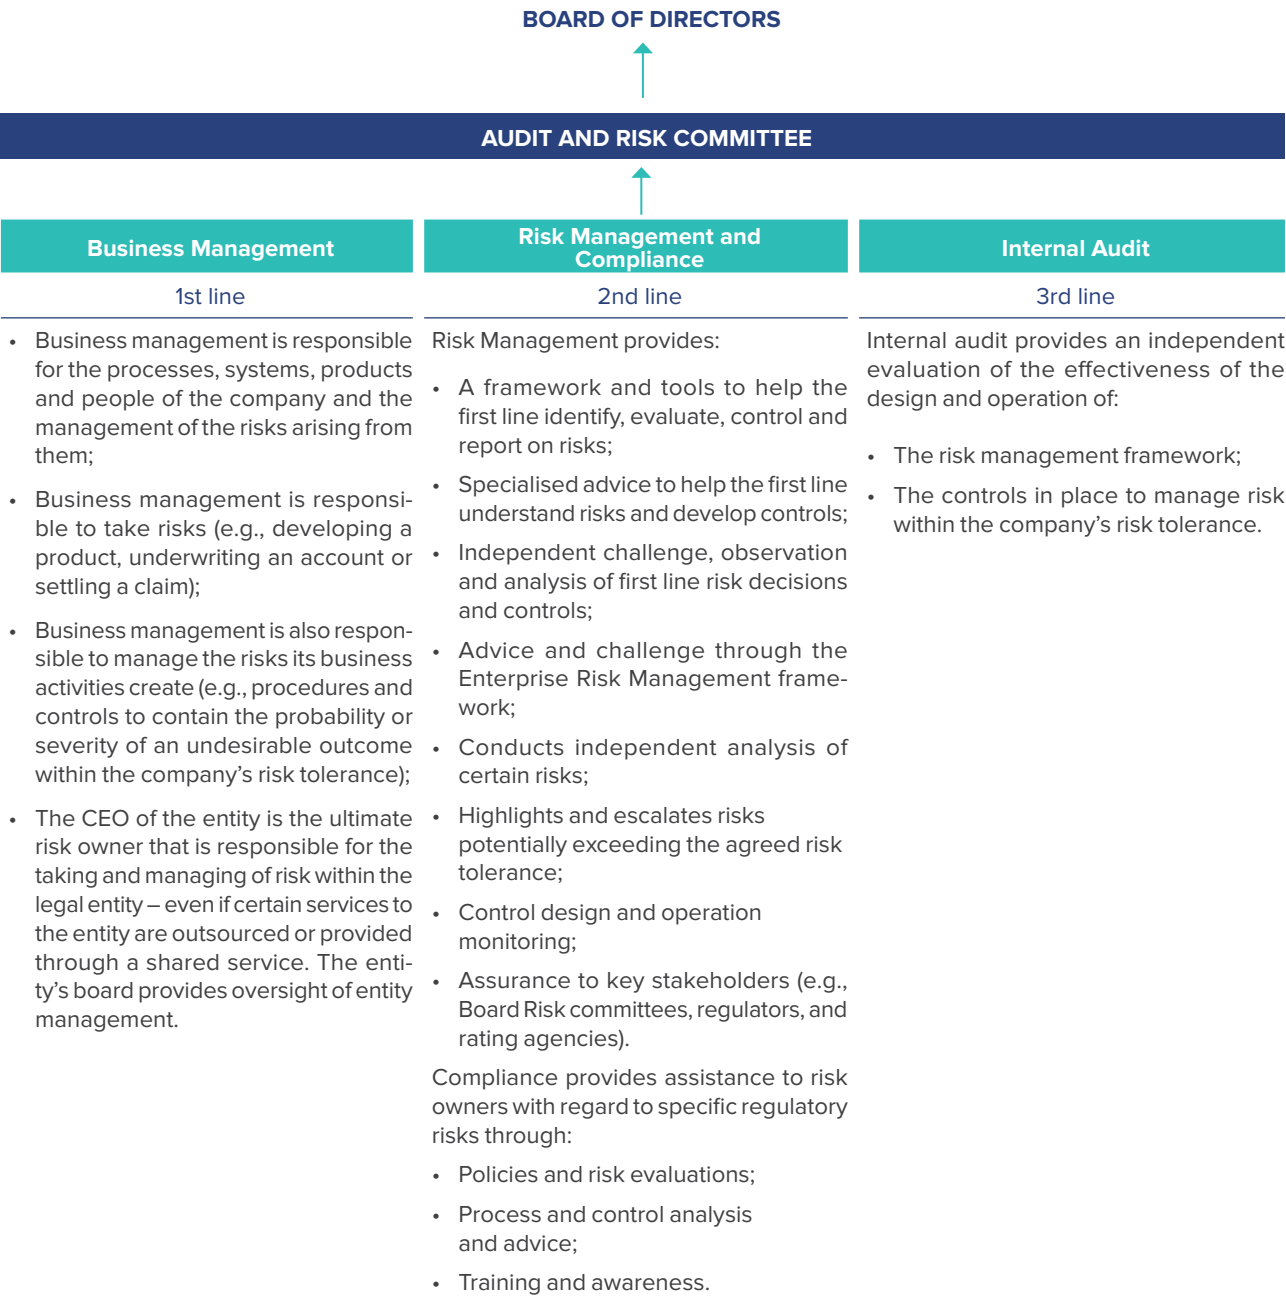 BOARD OF DIRECTORS
AUDIT AND RISK COMMITTEE
Business Management
1st line
• Business management is responsible
for the processes, systems, products
and people of the company and the
management of the risks arising from
them;
• Business management is responsi-
ble to take risks (e.g., developing a
product, underwriting an account or
settling a claim);
• Business management is also respon-
sible to manage the risks its business
activities create (e.g., procedures and
controls to contain the probability or
severity of an undesirable outcome
within the company’s risk tolerance);
• The CEO of the entity is the ultimate
risk owner that is responsible for the
taking and managing of risk within the
legal entity – even if certain services to
the entity are outsourced or provided
through a shared service. The enti-
ty’s board provides oversight of entity
management.
Risk Management and
Compliance
2nd line
Risk Management provides:
• A framework and tools to help the
first line identify, evaluate, control and
report on risks;
• Specialised advice to help the first line
understand risks and develop controls;
• Independent challenge, observation
and analysis of first line risk decisions
and controls;
• Advice and challenge through the
Enterprise Risk Management frame-
work;
• Conducts independent analysis of
certain risks;
• Highlights and escalates risks
potentially exceeding the agreed risk
tolerance;
• Control design and operation
monitoring;
• Assurance to key stakeholders (e.g.,
Board Risk committees, regulators, and
rating agencies).
Compliance provides assistance to risk
owners with regard to specific regulatory
risks through:
• Policies and risk evaluations;
• Process and control analysis
and advice;
• Training and awareness.
Internal Audit
3rd line
Internal audit provides an independent
evaluation of the effectiveness of the
design and operation of:
• The risk management framework;
• The controls in place to manage risk
within the company’s risk tolerance.